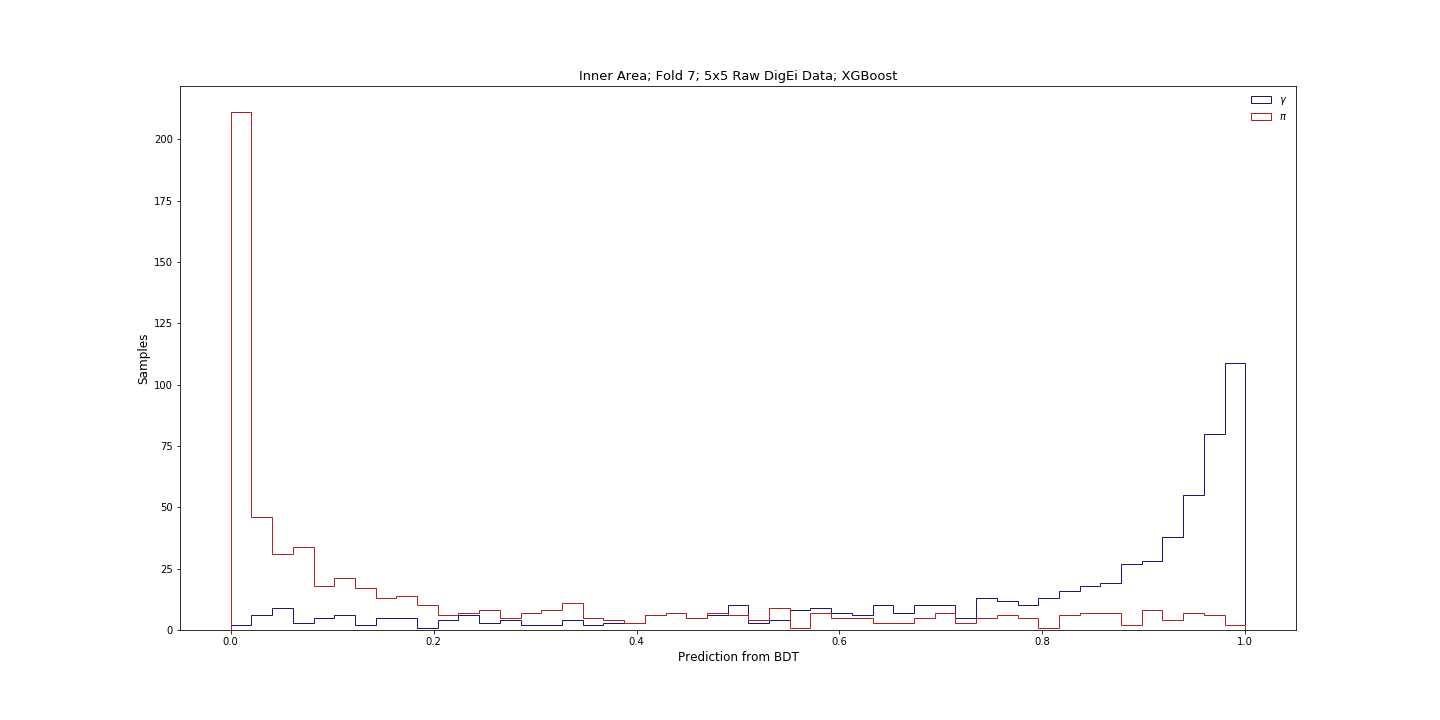 Inner Area; Fold 7; 5x5 Raw DigEi Data; XGBoost
γ
π
200
175
150
125
100
75
50
25
0
Samples
0.0 0.2 0.4 0.6 0.8 1.0
Prediction from BDT